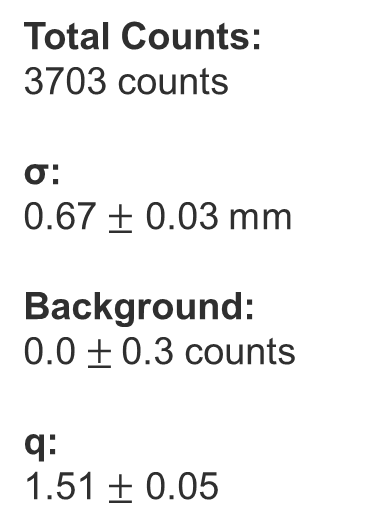 Total Counts:
3703 counts
σ:
0.67 ± 0.03 mm
Background:
0.0 ± 0.3 counts
q:
1.51 ± 0.05